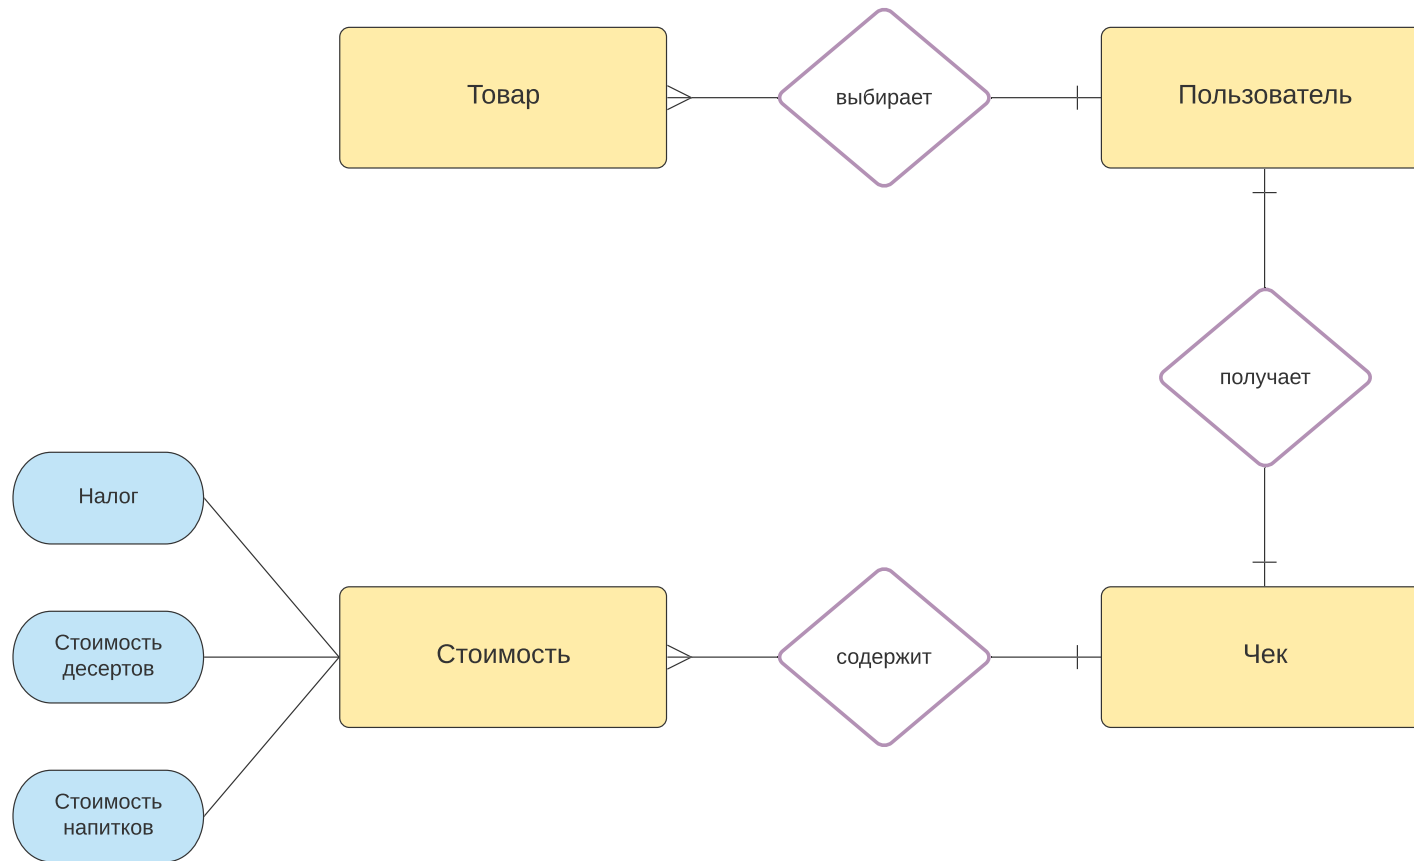 Товар
выбирает
Пользователь
получает
Налог
Стоимость
десертов
Стоимость
содержит
Чек
Стоимость
напитков